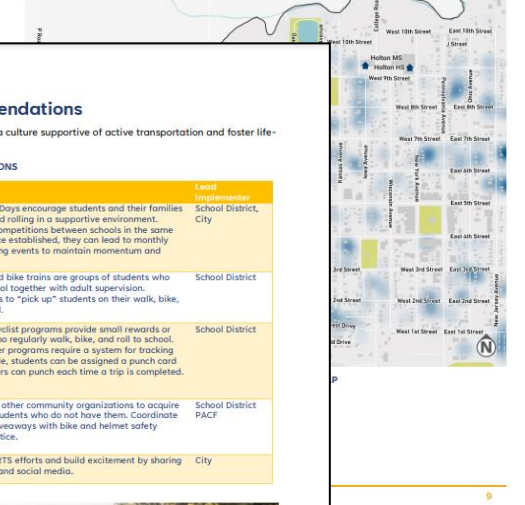 College Road
West 10th Street
East 10th Street
West 10th Street
J Street
Holton MS
Holton HS
West 9th Street
Pennsylvania Avenue
Ohio Avenue
West 8th Street
East 8th Street
West 7th Street
East 7th Street
Kansas Avenue
Iowa Avenue
Wisconsin Avenue
New York Avenue
East 6th Street
East 5th Street
East 4th Street
3rd Street
West 3rd Street
East 3rd Street
2nd Street
West 2nd Street
East 2nd Street
New Jersey Avenue
West 1st Street
East 1st Street
N
endations
a culture supportive of active transportation and foster life-
ONS
Lead
Implementer
Days encourage students and their families
School District,
d rolling in a supportive environment.
City
ompetitions between schools in the same
e established, they can lead to monthly
ng events to maintain momentum and
d bike trains are groups of students who
School District
ol together with adult supervision.
s to “pick up” students on their walk, bike,
yclist programs provide small rewards or
School District
ho regularly walk, bike, and roll to school.
er programs require a system for tracking
le, students can be assigned a punch card
ers can punch each time a trip is completed.
other community organizations to acquire
School District
udents who do not have them. Coordinate
PACF
veaways with bike and helmet safety
tice.
RTS efforts and build excitement by sharing
City
and social media.
9